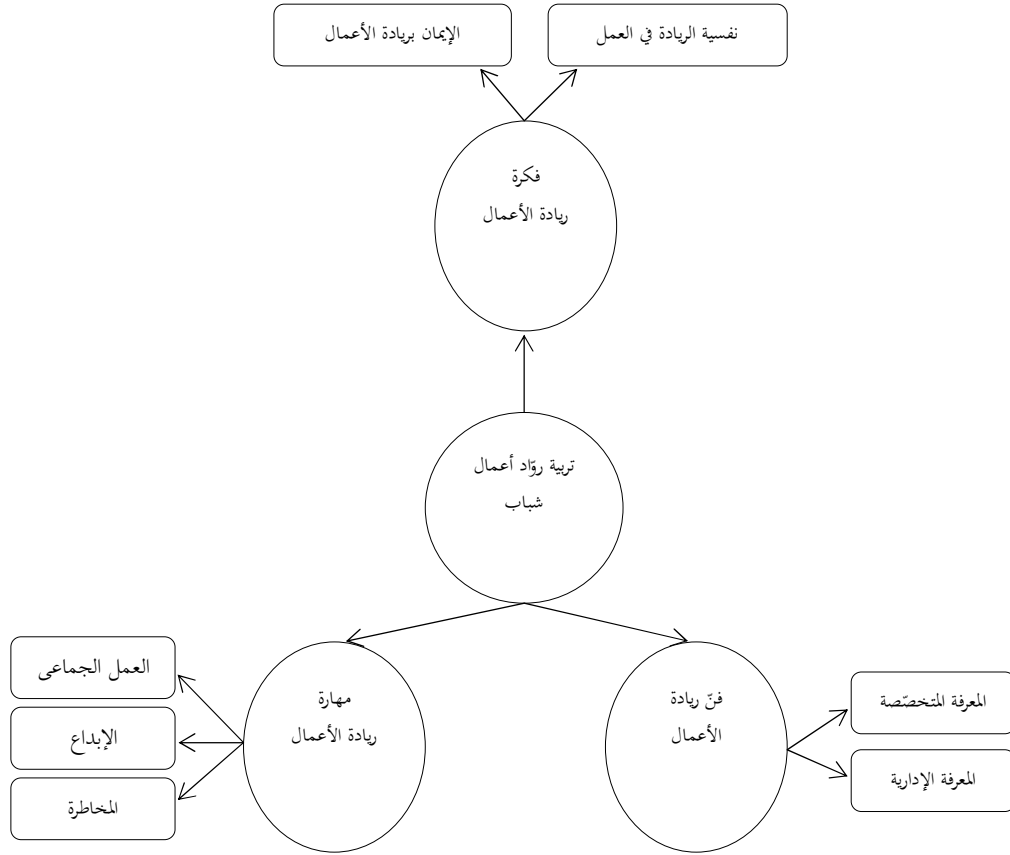 نفسية الريادة في العمل
الإيمان بريادة الأعمال
فكرة
ريادة الأعمال
تربية روّاد أعمال
شباب
فنّ ريادة
الأعمال
المعرفة المتخصّصة
المعرفة الإدارية
مهارة
ريادة الأعمال
العمل الجماعى
الإبداع
المخاطرة